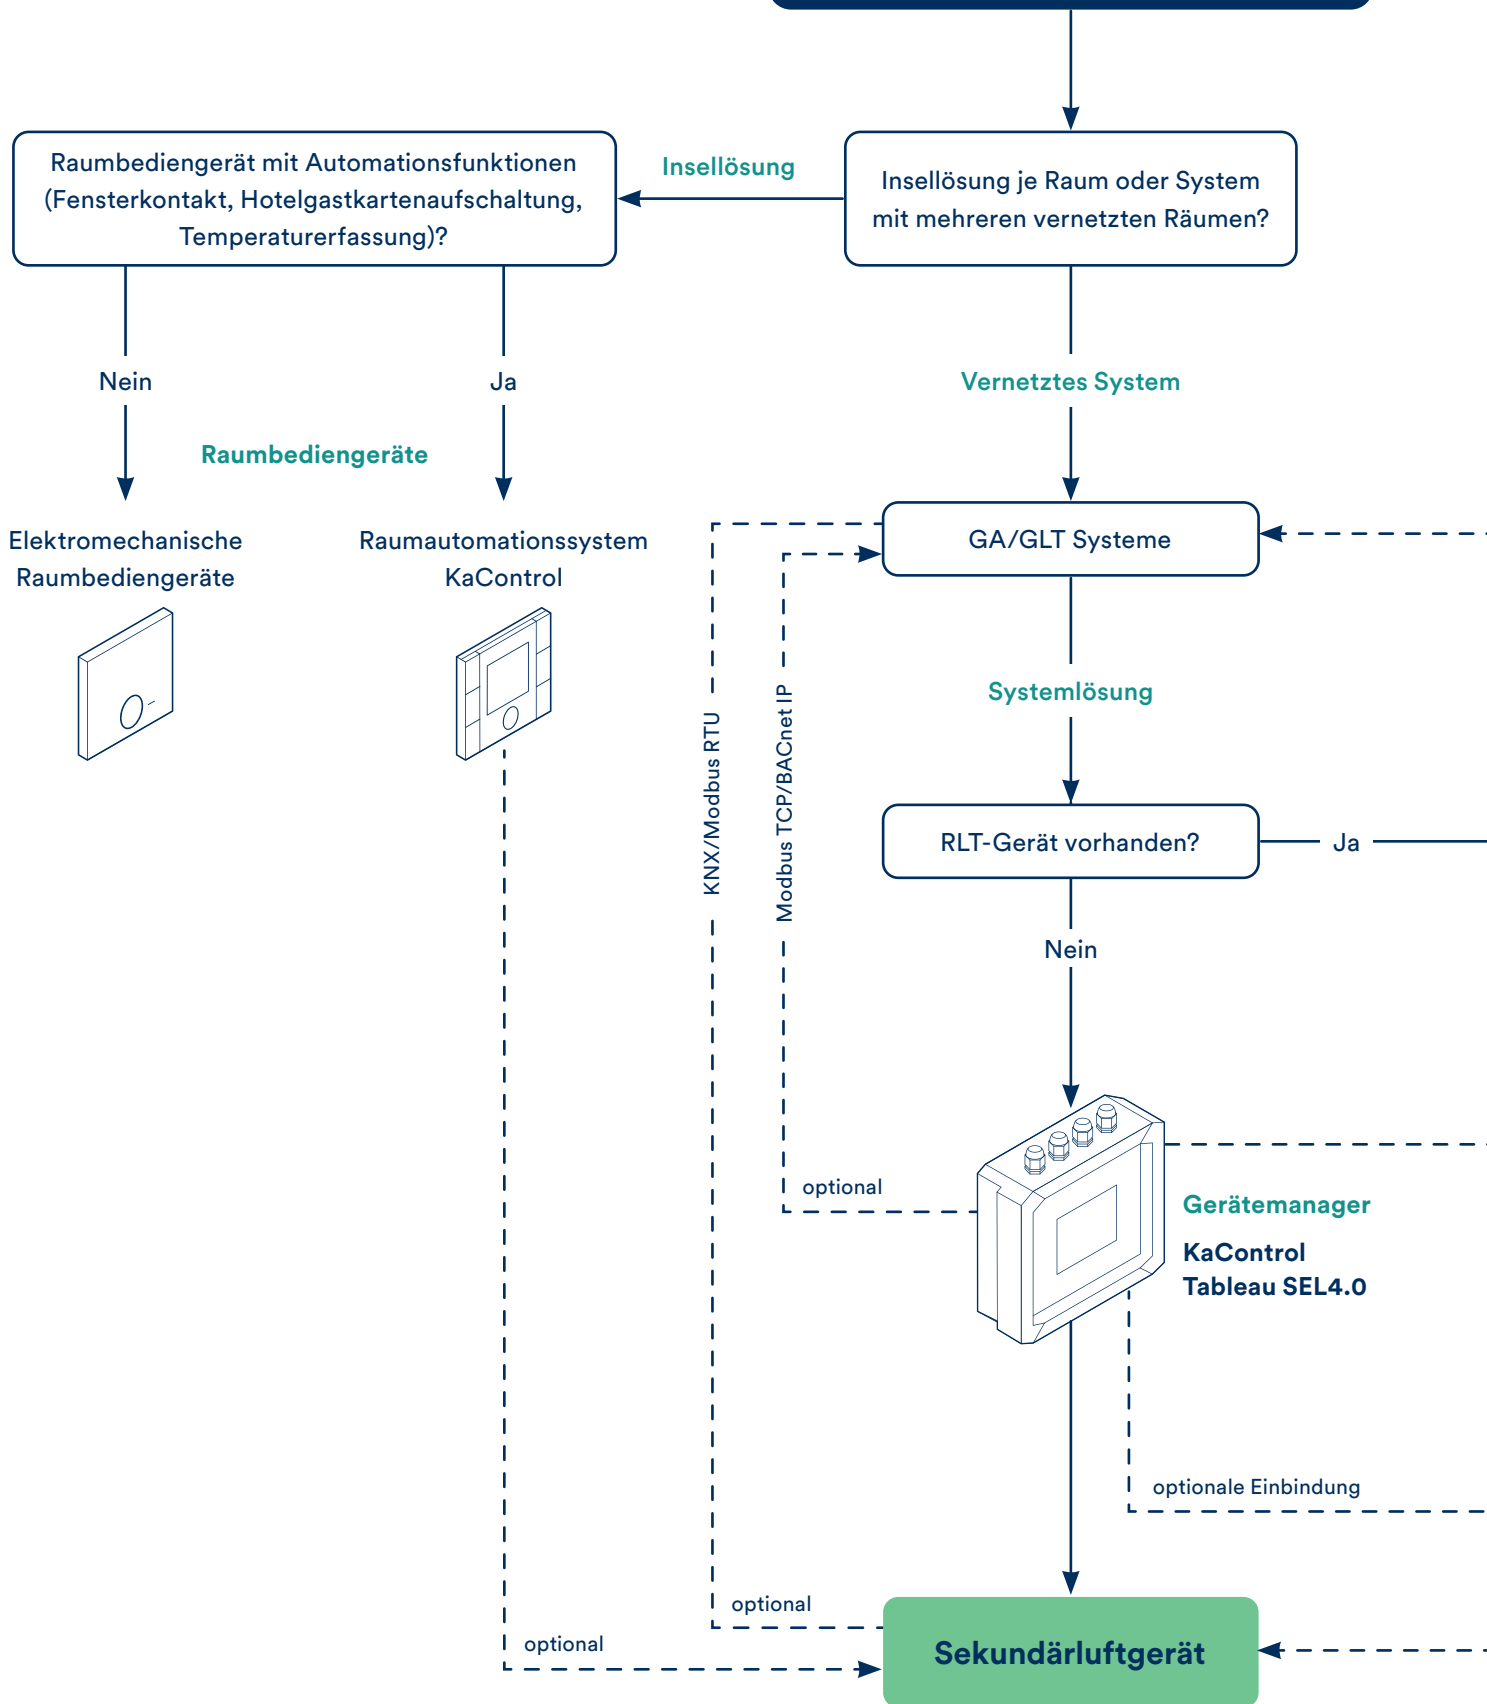 Raumbediengerät mit Automationsfunktionen
(Fensterkontakt, Hotelgastkartenaufschaltung,
Temperaturerfassung)?
Insellösung
Insellösung je Raum oder System
mit mehreren vernetzten Räumen?
Nein
Ja
Vernetztes System
Raumbediengeräte
Elektromechanische
Raumbediengeräte
Raumautomationssystem
KaControl
GA/GLT Systeme
Systemlösung
KNX/Modbus RTU
Modbus TCP/BACnet IP
RLT-Gerät vorhanden?
Ja
Nein
optional
Gerätemanager
KaControl
Tableau SEL4.0
optionale Einbindung
optional
optional
Sekundärluftgerät